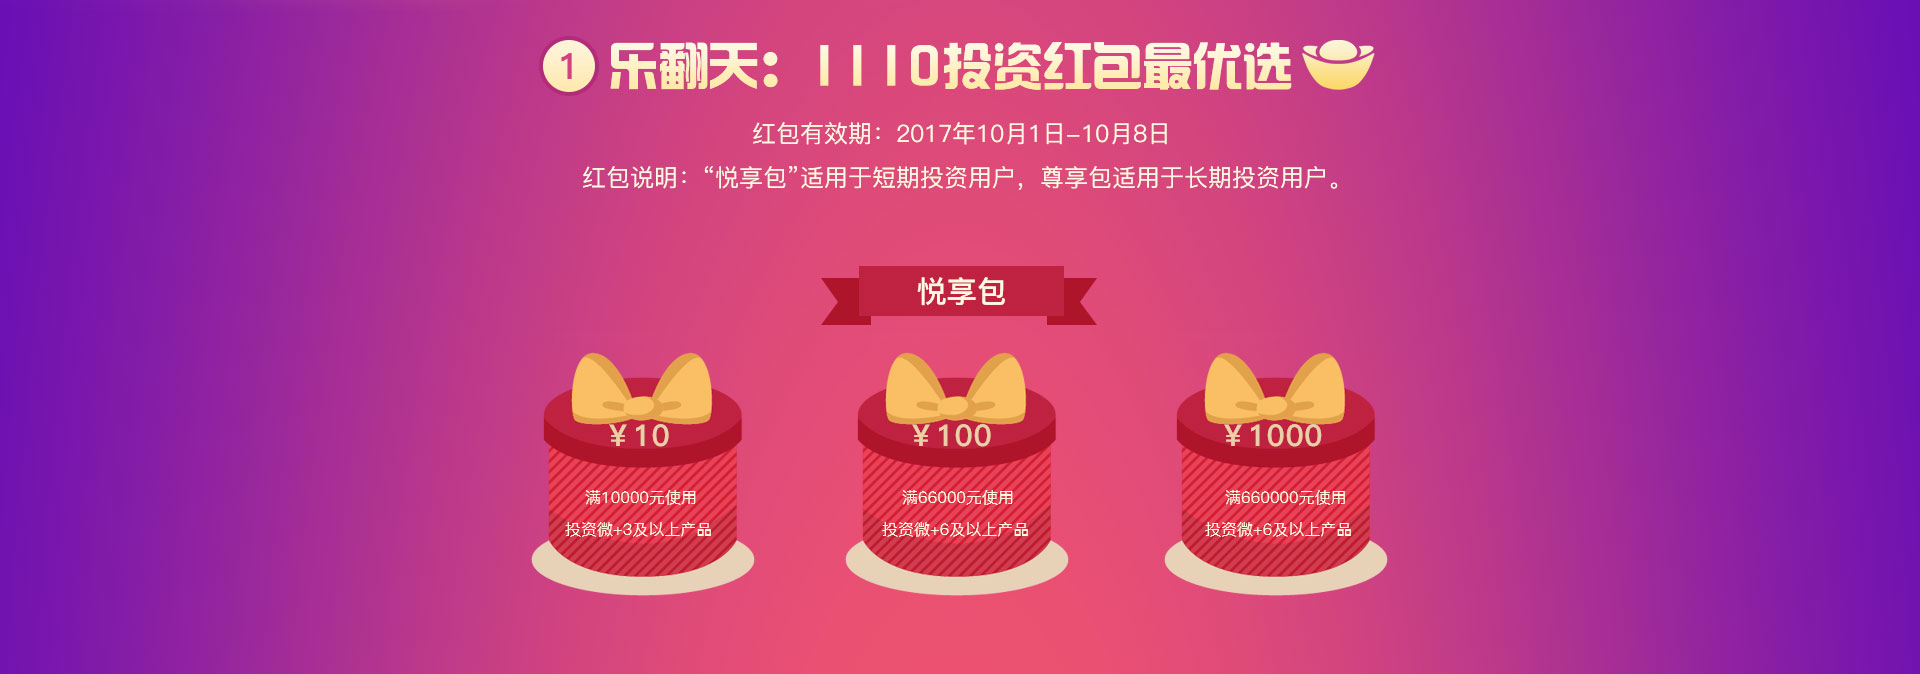 1 乐翻天：1110投资红包最优选
红包有效期：2017年10月1日-10月8日
红包说明：“悦享包”适用于短期投资用户，尊享包适用于长期投资用户。
悦享包
￥10
满10000元使用
投资微+3及以上产品
￥100
满66000元使用
投资微+6及以上产品
￥1000
满660000元使用
投资微+6及以上产品